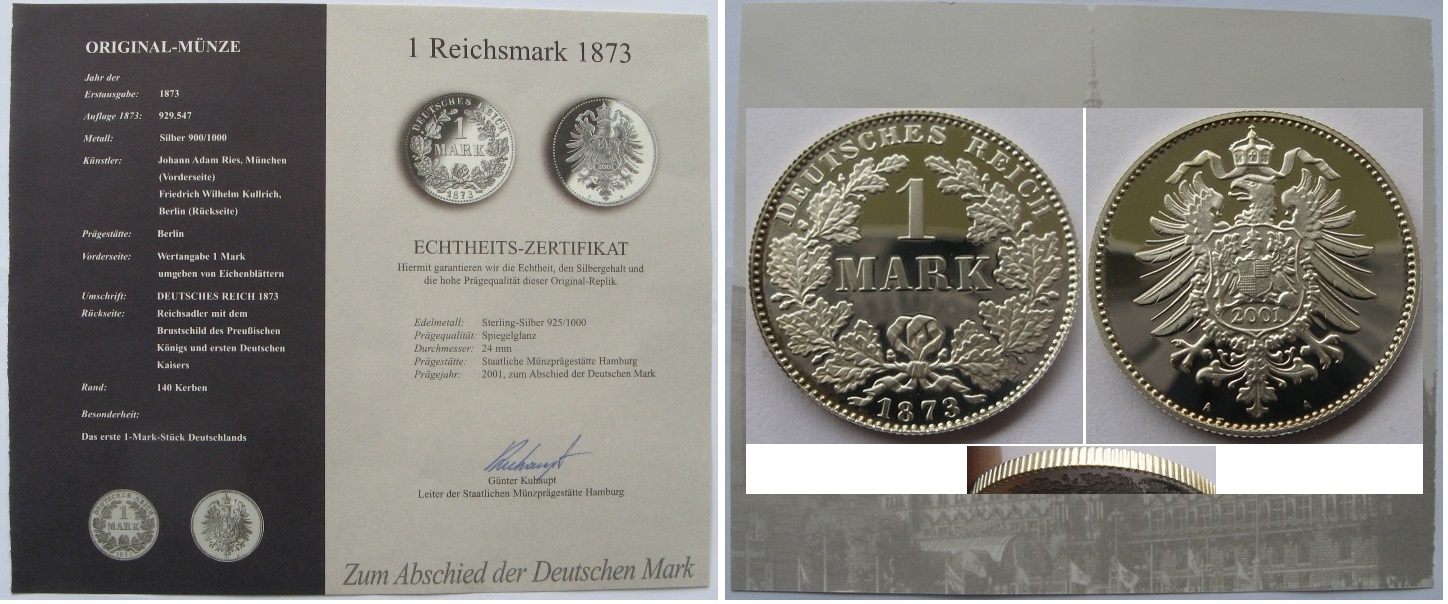 ORIGINAL-MÜNZE
Jahr der
Erstausgabe: 1873
Auflage 1873: 929.547
Metall: Silber 900/1000
Künstler: Johann Adam Ries, München
(Vorderseite)
Friedrich Wilhelm Kullrich,
Berlin (Rückseite)
Prägestätte: Berlin
Vorderseite: Wertangabe 1 Mark
umgeben von Eichenblättern
Umschrift: DEUTSCHES REICH 1873
Rückseite: Reichsadler mit dem
Brustschild des Preußischen
Königs und ersten Deutschen
Kaisers
Rand: 140 Kerben
Besonderheit:
Das erste 1-Mark-Stück Deutschlands
DEUTSCHES REICH
1
MARK
1873
1 Reichsmark 1873
DEUTSCHES REICH
1
MARK
1873
2001
ECHTHEITS-ZERTIFIKAT
Hiermit garantieren wir die Echtheit, den Silbergehalt und
die hohe Prägequalität dieser Original-Replik.
Edelmetall: Sterling-Silber 925/1000
Prägequalität: Spiegelglanz
Durchmesser: 24 mm
Prägestätte: Staatliche Münzprägestätte Hamburg
Prägejahr: 2001, zum Abschied der Deutschen Mark
Günter Kuhaupt
Leiter der Staatlichen Münzprägestätte Hamburg
Zum Abschied der Deutschen Mark
DEUTSCHES REICH
1
MARK
1873
2001
A A